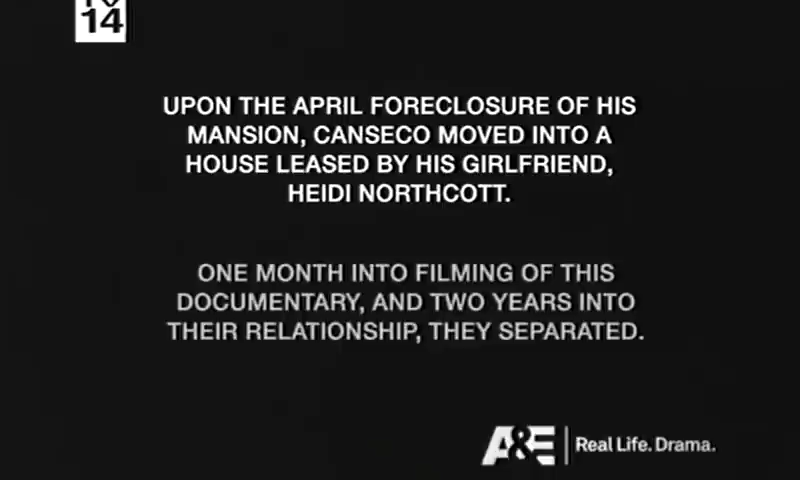 TV
14
UPON THE APRIL FORECLOSURE OF HIS
MANSION, CANSECO MOVED INTO A
HOUSE LEASED BY HIS GIRLFRIEND,
HEIDI NORTHCOTT.
ONE MONTH INTO FILMING OF THIS
DOCUMENTARY, AND TWO YEARS INTO
THEIR RELATIONSHIP, THEY SEPARATED.
A&E Real Life. Drama.